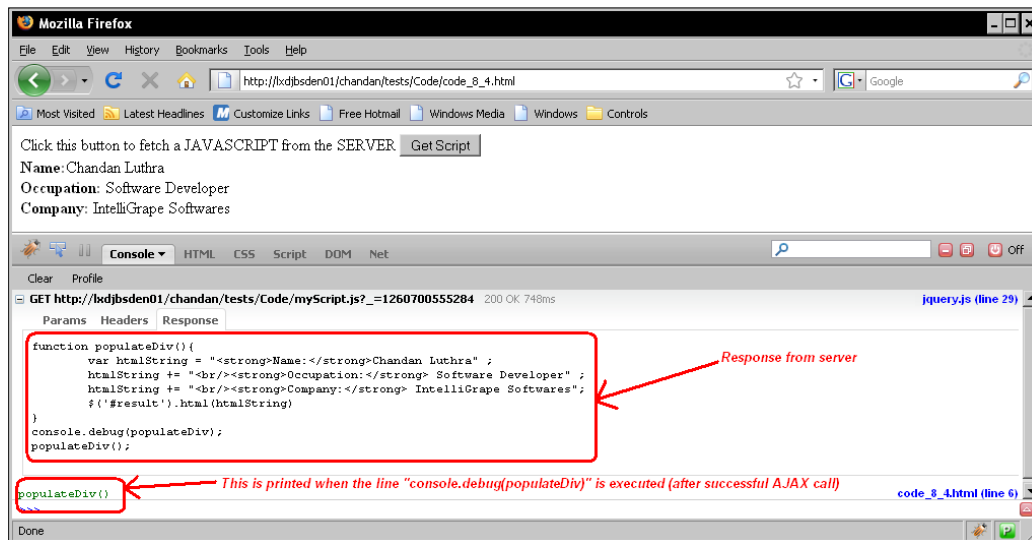 Mozilla Firefox
File Edit View History Bookmarks Tools Help
http://lxdjbsden01/chandan/tests/Code/code_8_4.html
G Google
Most Visited Latest Headlines Customize Links Free Hotmail Windows Media Windows Controls
Click this button to fetch a JAVASCRIPT from the SERVER Get Script
Name:Chandan Luthra
Occupation: Software Developer
Company: IntelliGrape Softwares
Console HTML CSS Script DOM Net Off
Clear Profile
GET http://lxdjbsden01/chandan/tests/Code/myScript.js?_=1260700555284 200 OK 748ms jquery.js (line 29)
Params Headers Response
function populateDiv(){
var htmlString = "<strong>Name:</strong>Chandan Luthra" ;
htmlString += "<br/><strong>Occupation:</strong> Software Developer" ;
htmlString += "<br/><strong>Company:</strong> IntelliGrape Softwares";
$('#result').html(htmlString)
}
console.debug(populateDiv);
populateDiv();
Response from server
This is printed when the line "console.debug(populateDiv)" is executed (after successful AJAX call)
populateDiv() code_8_4.html (line 6)
>>>
Done